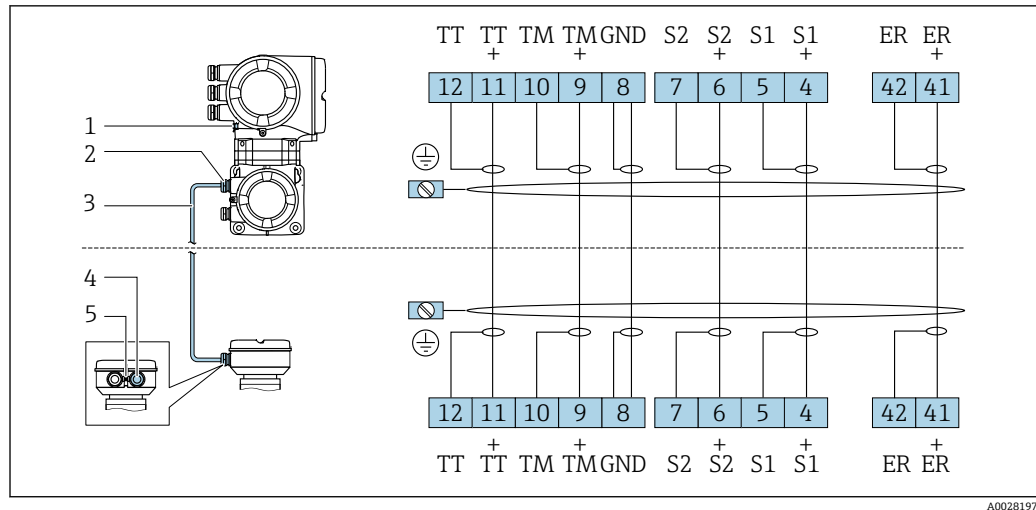 TT TT TM TM GND S2 S2 S1 S1 ER ER
+ + + + +
12 11 10 9 8 7 6 5 4 42 41
1
2
3
4
5
12 11 10 9 8 7 6 5 4 42 41
+ + + + +
TT TT TM TM GND S2 S2 S1 S1 ER ER
A0028197